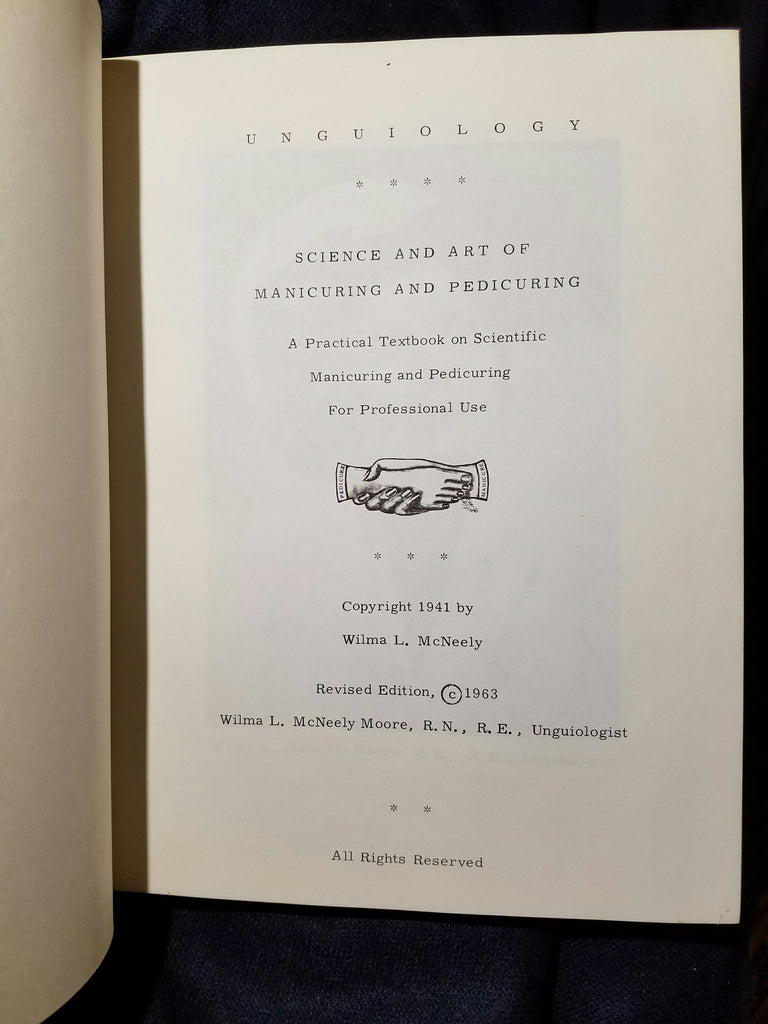 U N G U I O L O G Y
* * * *
SCIENCE AND ART OF
MANICURING AND PEDICURING
A Practical Textbook on Scientific
Manicuring and Pedicuring
For Professional Use
PEDICURE
MANICURE
* * *
Copyright 1941 by
Wilma L. McNeely
Revised Edition, ©1963
Wilma L. McNeely Moore, R.N., R.E., Unguiologist
* *
All Rights Reserved